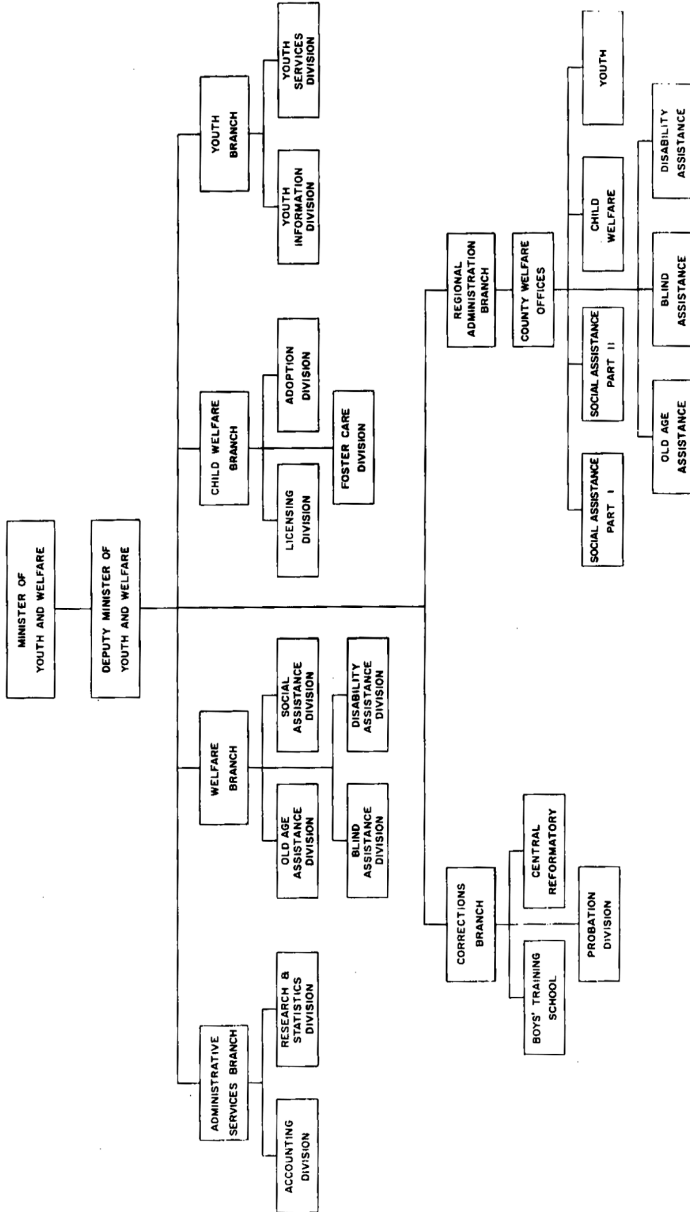 MINISTER OF
YOUTH AND WELFARE
DEPUTY MINISTER OF
YOUTH AND WELFARE
ADMINISTRATIVE
SERVICES BRANCH
ACCOUNTING
DIVISION
RESEARCH &
STATISTICS
DIVISION
WELFARE
BRANCH
OLD AGE
ASSISTANCE
DIVISION
SOCIAL
ASSISTANCE
DIVISION
BLIND
ASSISTANCE
DIVISION
DISABILITY
ASSISTANCE
DIVISION
CHILD WELFARE
BRANCH
LICENSING
DIVISION
ADOPTION
DIVISION
FOSTER CARE
DIVISION
YOUTH
BRANCH
YOUTH
INFORMATION
DIVISION
YOUTH
SERVICES
DIVISION
CORRECTIONS
BRANCH
BOYS' TRAINING
SCHOOL
CENTRAL
REFORMATORY
PROBATION
DIVISION
REGIONAL
ADMINISTRATION
BRANCH
COUNTY WELFARE
OFFICES
SOCIAL ASSISTANCE
PART I
SOCIAL ASSISTANCE
PART II
CHILD
WELFARE
YOUTH
OLD AGE
ASSISTANCE
BLIND
ASSISTANCE
DISABILITY
ASSISTANCE